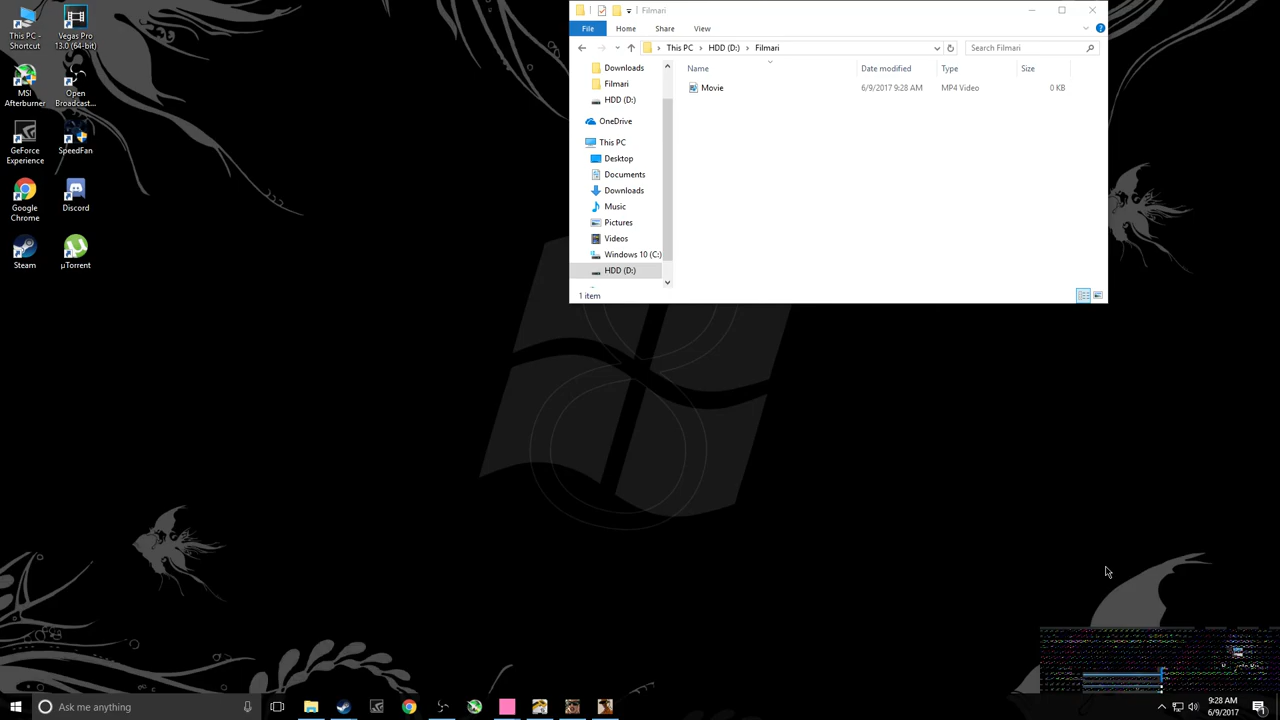 This PC -
Shortcut
Vegas Pro
13.0 (64-bit)
MSI
Afterburner
Open
Broadcast...
GeForce
Experience
SpeedFan
Google
Chrome
Discord
Steam
µTorrent
Filmari
File Home Share View
This PC HDD (D:) Filmari
Search Filmari
Name Date modified Type Size
Movie 6/9/2017 9:28 AM MP4 Video 0 KB
Downloads
Filmari
HDD (D:)
OneDrive
This PC
Desktop
Documents
Downloads
Music
Pictures
Videos
Windows 10 (C:)
HDD (D:)
1 item
Ask me anything
9:28 AM
6/9/2017